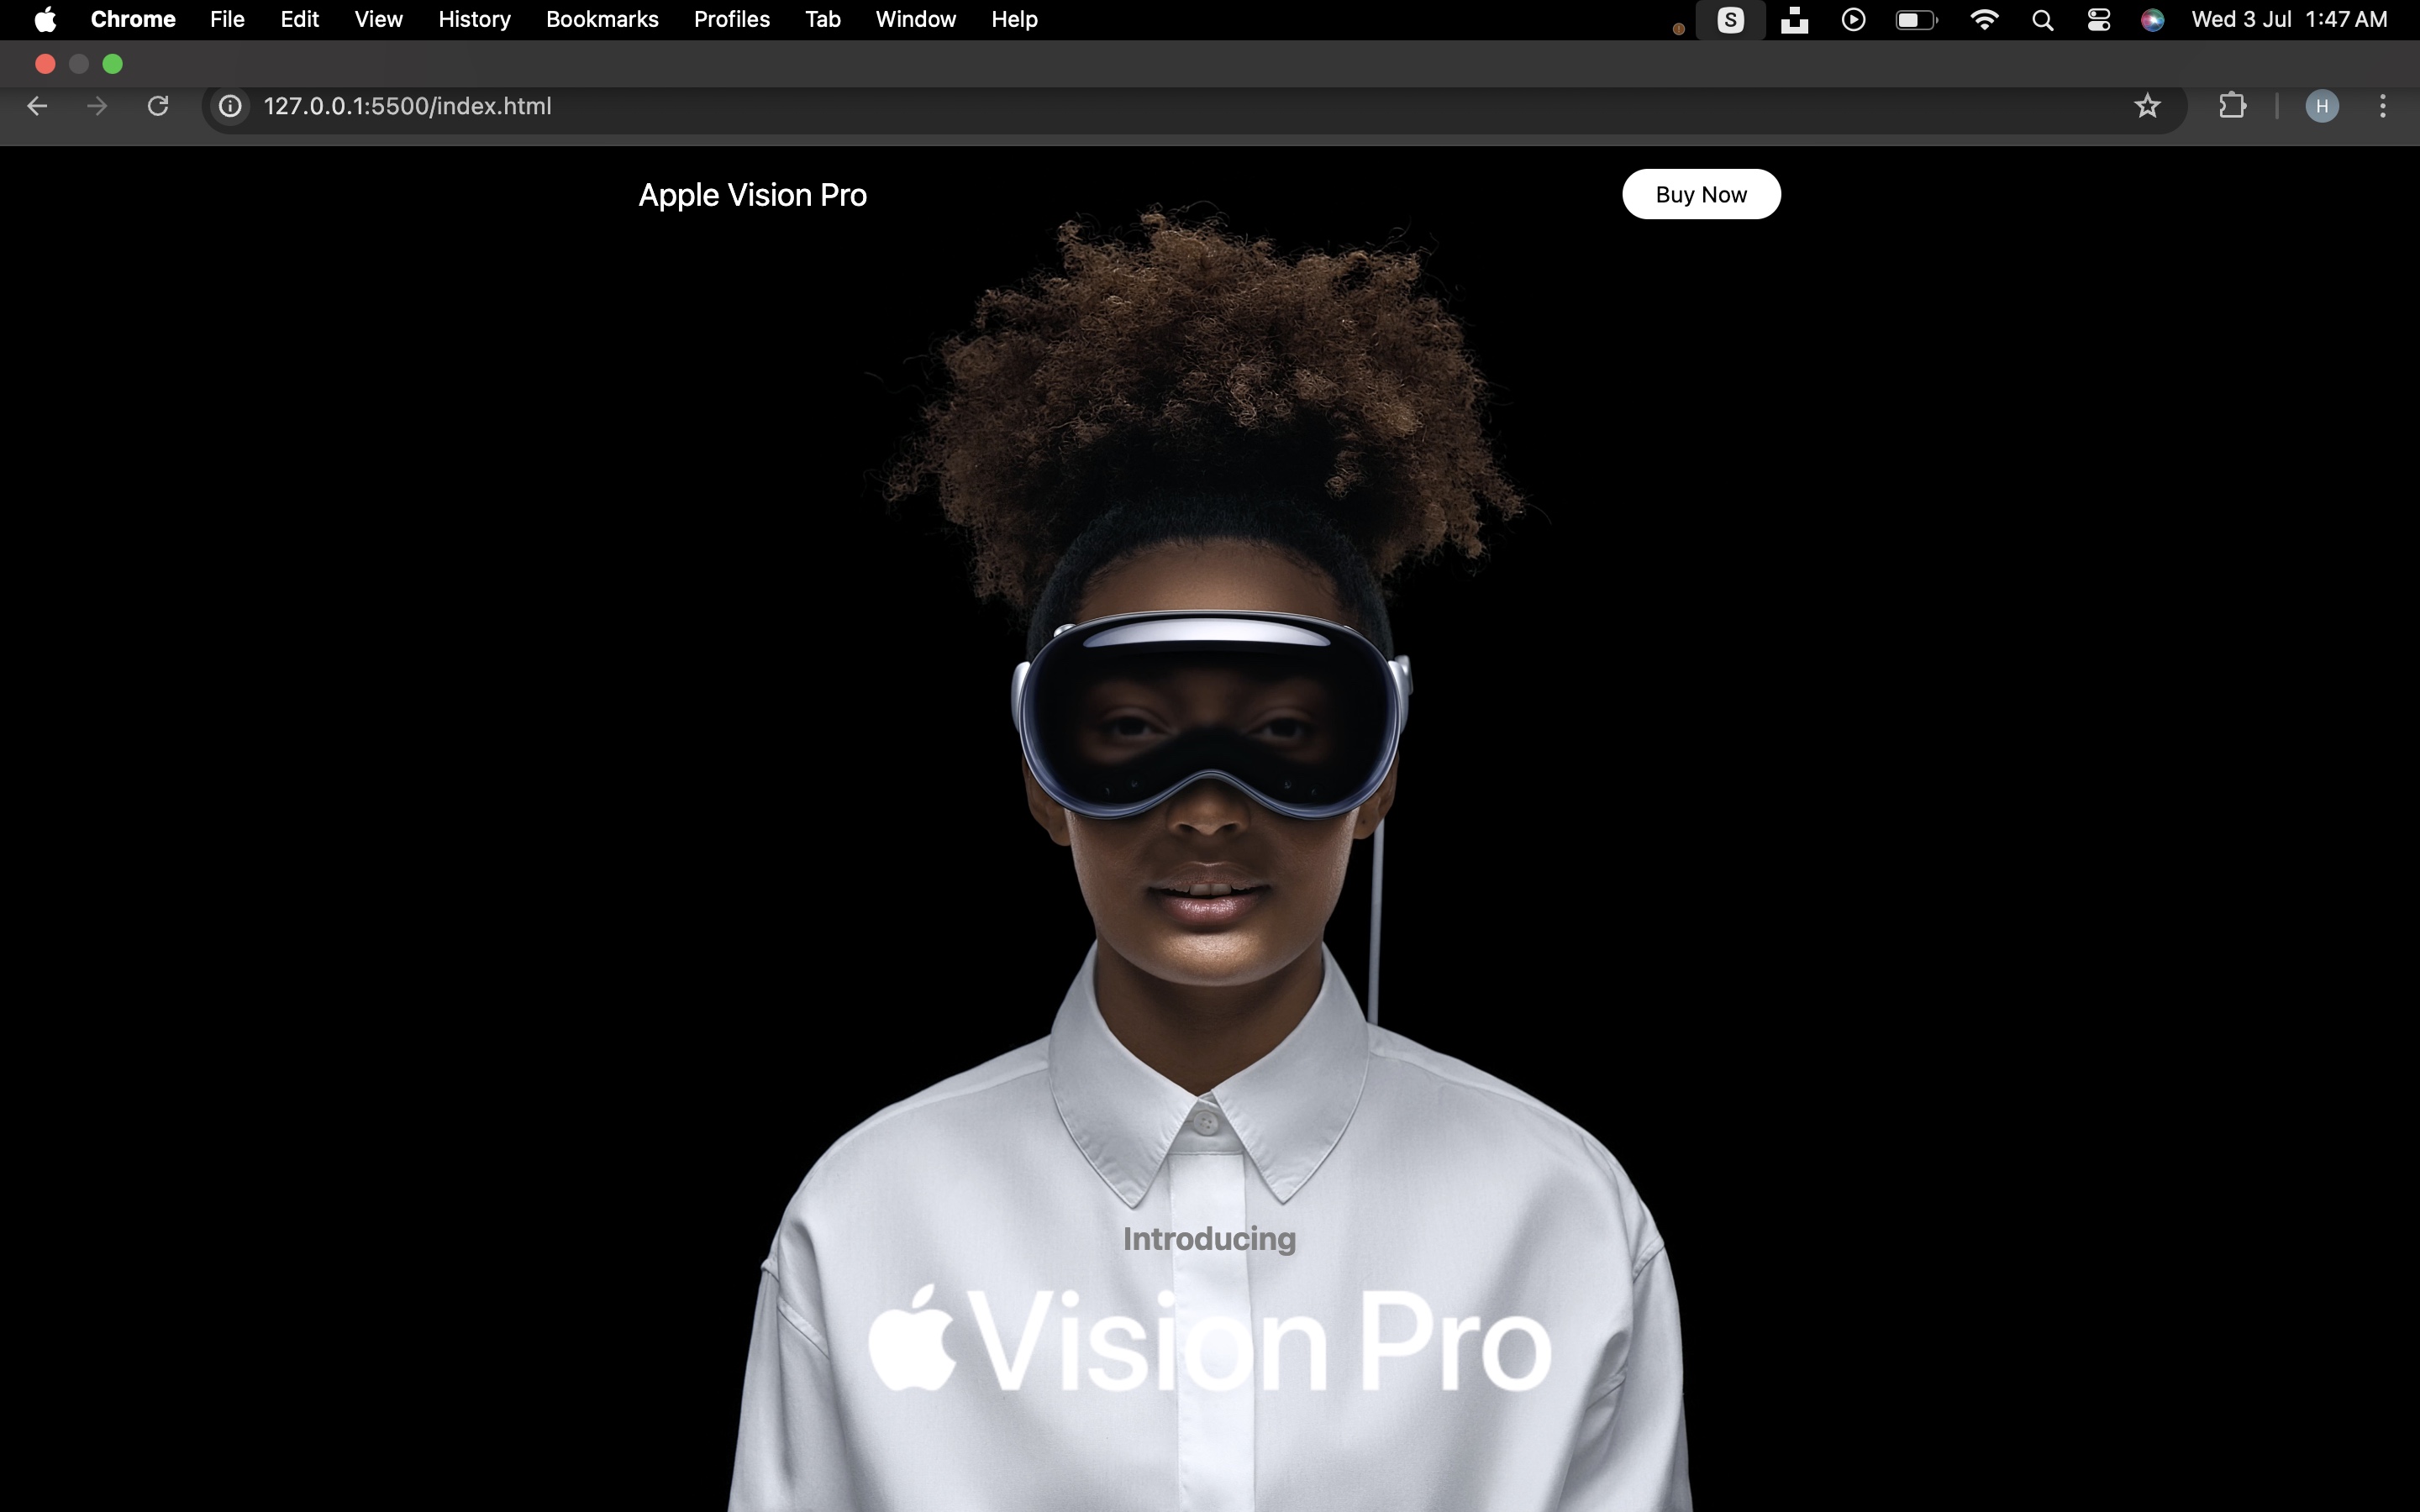 Chrome File Edit View History Bookmarks Profiles Tab Window Help S Wed 3 Jul 1:47 AM
127.0.0.1:5500/index.html H
Apple Vision Pro Buy Now
Introducing
Vision Pro